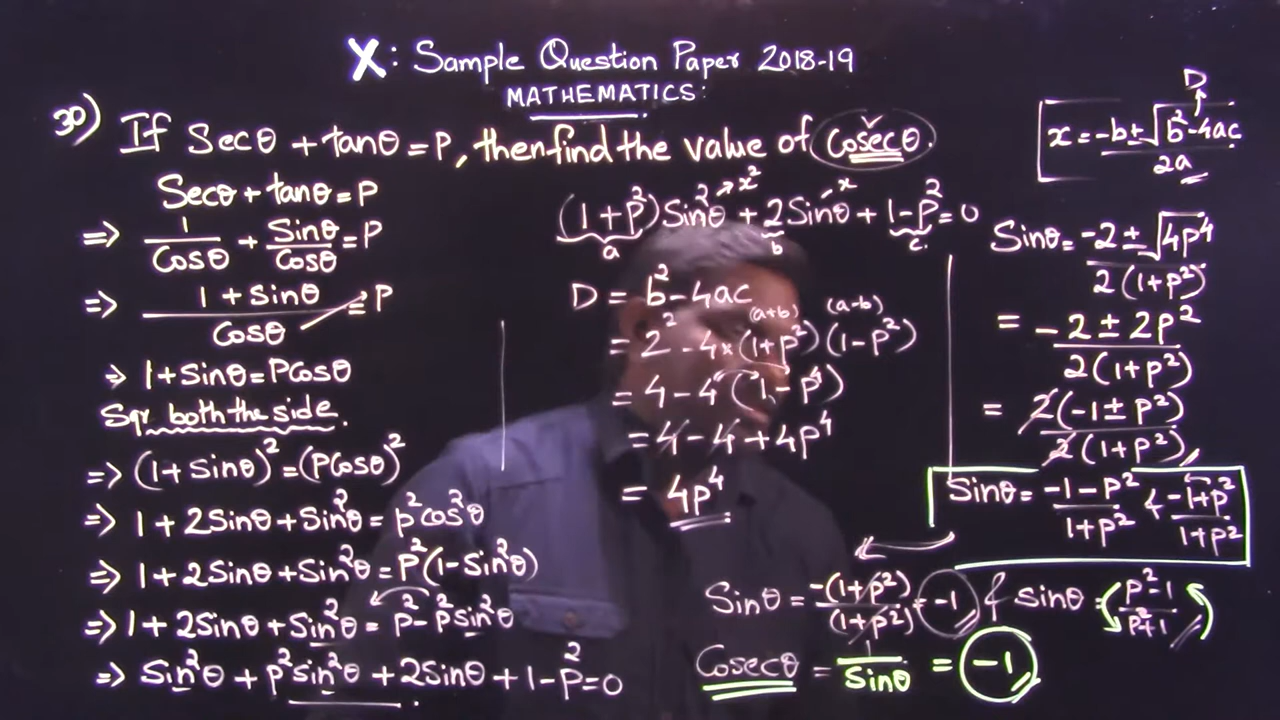 X: Sample Question Paper 2018-19
MATHEMATICS:
30) If Secθ + tanθ = P, then find the value of Cosecθ.
Secθ + tanθ = P
⇒ 1/Cosθ + Sinθ/Cosθ = P
⇒ (1 + Sinθ)/Cosθ = P
⇒ 1+Sinθ = PCosθ
Sqr both the side.
⇒ (1+Sinθ)² = (PCosθ)²
⇒ 1 + 2Sinθ + Sin²θ = p²cos²θ
⇒ 1 + 2Sinθ + Sin²θ = P²(1-Sin²θ)
⇒ 1 + 2Sinθ + Sin²θ = P² - P²sin²θ
⇒ Sin²θ + p²sin²θ + 2Sinθ + 1 - P² = 0
x² x
(1+p²)Sin²θ + 2Sinθ + 1-P² = 0
a b c.
D = b² - 4ac
(a+b) (a-b)
= 2² - 4 × (1+p²)(1-p²)
= 4 - 4(1 - p⁴)
= 4 - 4 + 4p⁴
= 4p⁴
D
x = (-b ± √(b²-4ac))/2a
Sinθ = (-2 ± √4p⁴)/2(1+p²)
= (-2 ± 2p²)/2(1+p²)
= 2(-1 ± p²)/2(1+p²)
Sinθ = (-1-p²)/(1+p²) & (-1+p²)/(1+p²)
Sinθ = -(1+p²)/(1+p²) = -1 & sinθ = (p²-1)/(p²+1)
Cosecθ = 1/Sinθ = -1